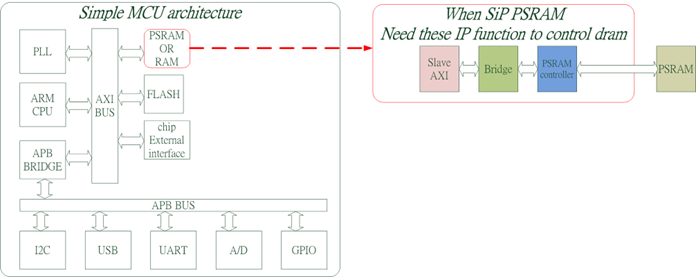 Simple MCU architecture
PLL
ARM
CPU
APB
BRIDGE
AXI
BUS
PSRAM
OR
RAM
FLASH
chip
External
interface
APB BUS
I2C
USB
UART
A/D
GPIO
When SiP PSRAM
Need these IP function to control dram
Slave
AXI
Bridge
PSRAM
controller
PSRAM